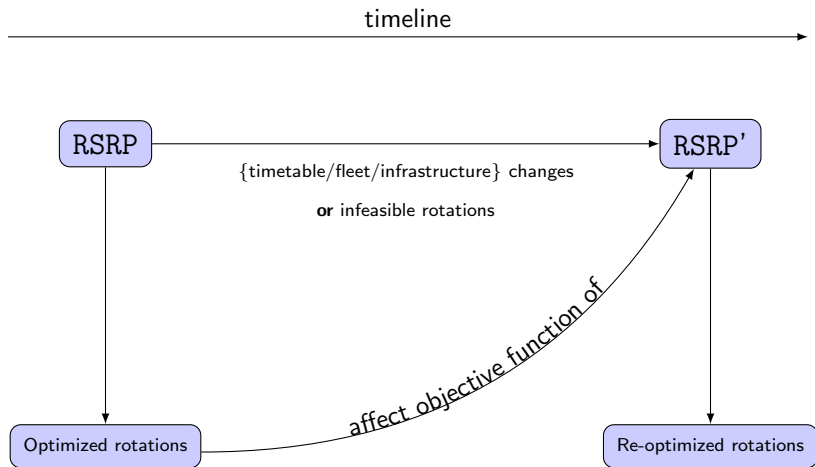 timeline
RSRP
RSRP'
{timetable/fleet/infrastructure} changes
or infeasible rotations
affect objective function of
Optimized rotations
Re-optimized rotations